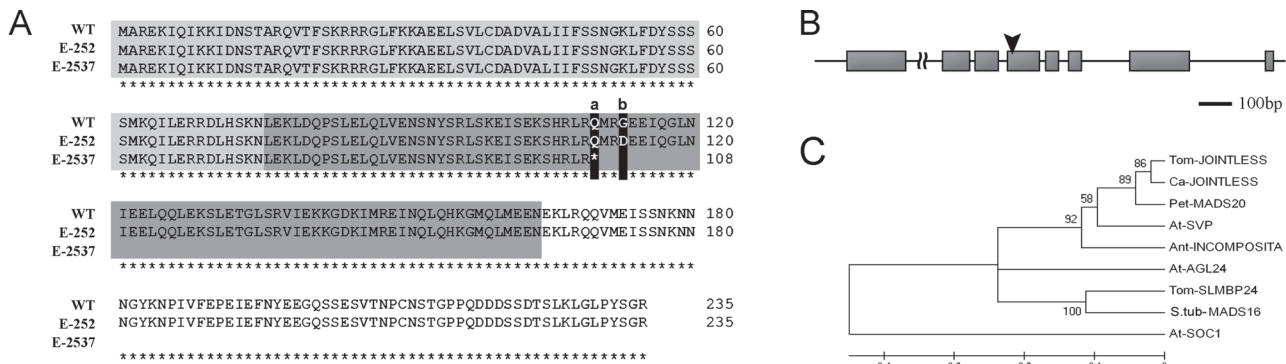 A
WT MAREKIQIKKIDNSTARQVTFSKRRRGLFKKAEELSVLCDADVALIIFSSNGKLFDYSSS 60
E-252 MAREKIQIKKIDNSTARQVTFSKRRRGLFKKAEELSVLCDADVALIIFSSNGKLFDYSSS 60
E-2537 MAREKIQIKKIDNSTARQVTFSKRRRGLFKKAEELSVLCDADVALIIFSSNGKLFDYSSS 60
************************************************************
a b
WT SMKQILERRDLHSKNLEKLDQPSLELQLVENSNYSRLSKEISEKSHRLRQMRGEEIQGLN 120
E-252 SMKQILERRDLHSKNLEKLDQPSLELQLVENSNYSRLSKEISEKSHRLRQMRDEEIQGLN 120
E-2537 SMKQILERRDLHSKNLEKLDQPSLELQLVENSNYSRLSKEISEKSHRLR* 108
************************************************************
WT IEELQQLEKSLETGLSRVIEKKGDKIMREINQLQHKGMQLMEENEKLRQQVMEISSNKNN 180
E-252 IEELQQLEKSLETGLSRVIEKKGDKIMREINQLQHKGMQLMEENEKLRQQVMEISSNKNN 180
E-2537
************************************************************
WT NGYKNPIVFEPEIEFNYEEGQSSESVTNPCNSTGPPQDDDSSDTSLKLGLPYSGR 235
E-252 NGYKNPIVFEPEIEFNYEEGQSSESVTNPCNSTGPPQDDDSSDTSLKLGLPYSGR 235
E-2537
*******************************************************
B
100bp
C
Tom-JOINTLESS
86
Ca-JOINTLESS
89
Pet-MADS20
58
At-SVP
92
Ant-INCOMPOSITA
At-AGL24
Tom-SLMBP24
100
S.tub-MADS16
At-SOC1